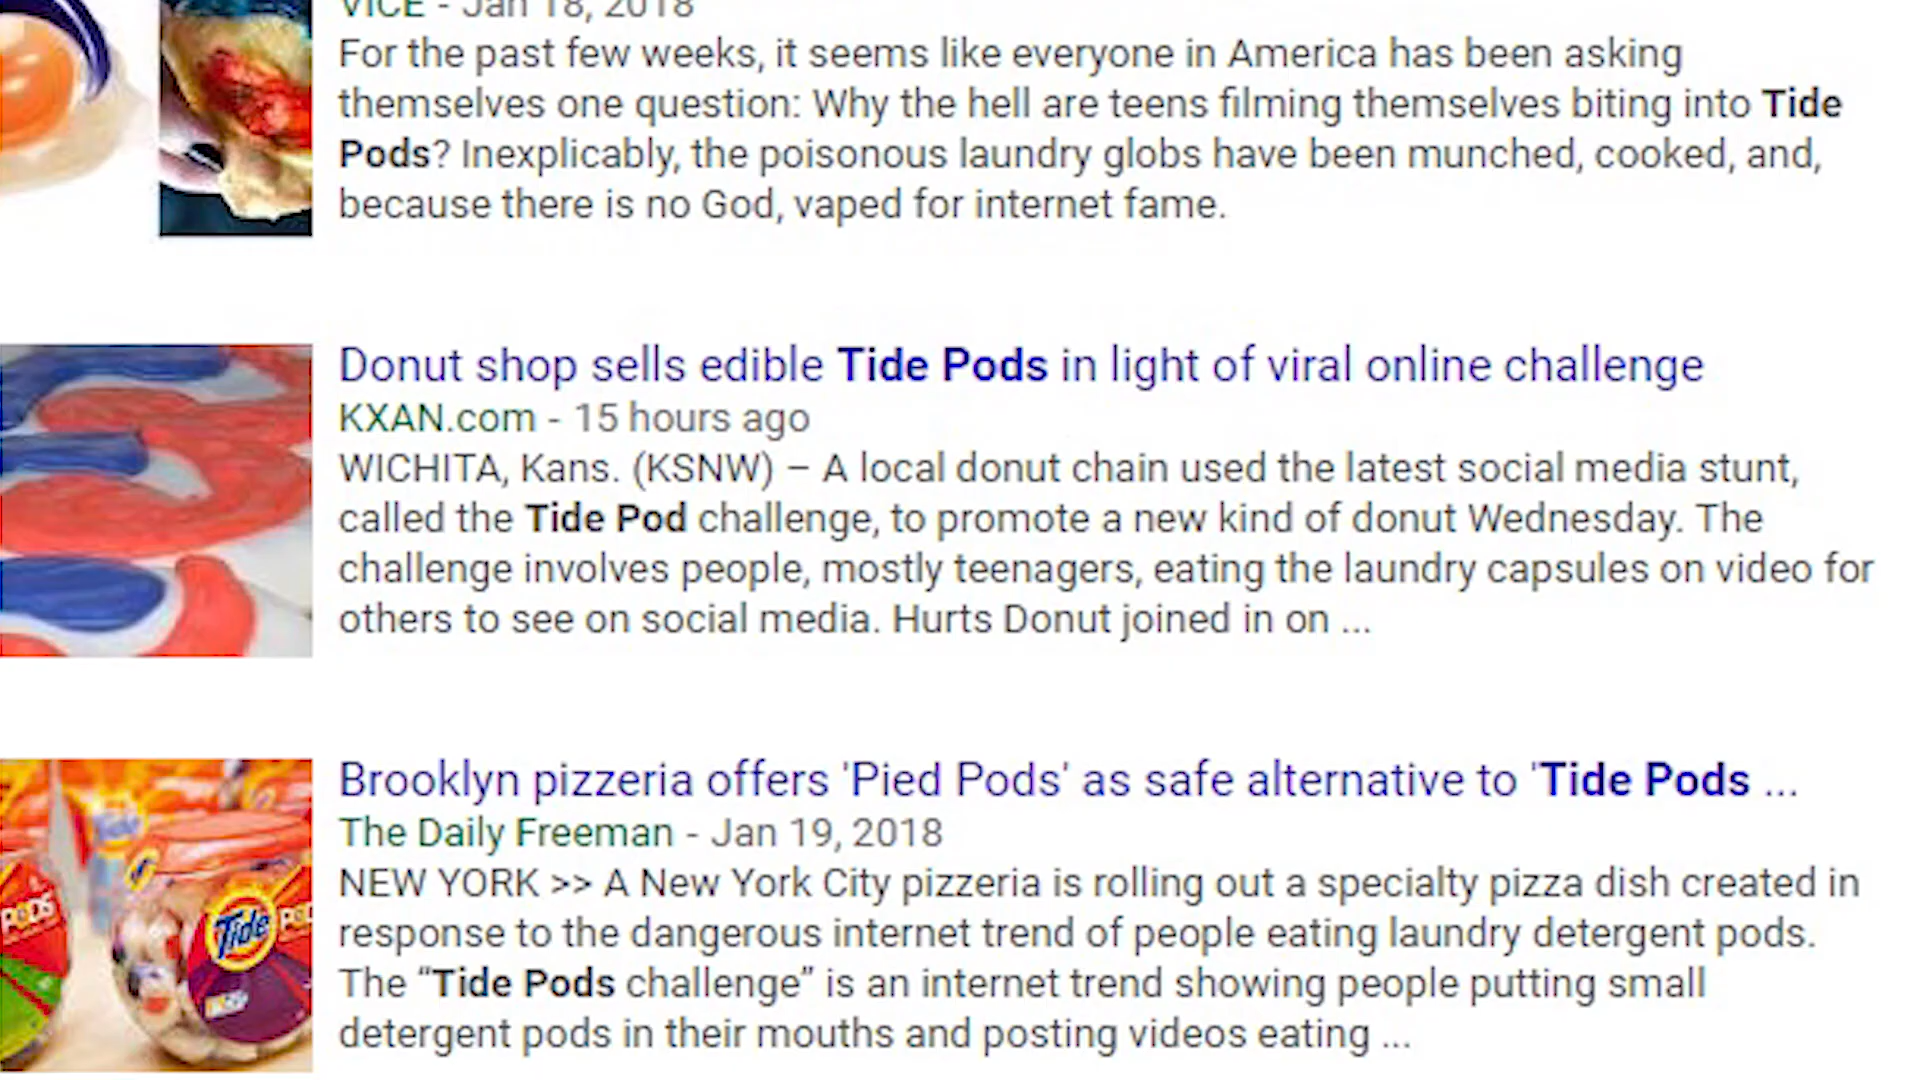 VICE - Jan 18, 2018
For the past few weeks, it seems like everyone in America has been asking
themselves one question: Why the hell are teens filming themselves biting into Tide
Pods? Inexplicably, the poisonous laundry globs have been munched, cooked, and,
because there is no God, vaped for internet fame.
Donut shop sells edible Tide Pods in light of viral online challenge
KXAN.com - 15 hours ago
WICHITA, Kans. (KSNW) – A local donut chain used the latest social media stunt,
called the Tide Pod challenge, to promote a new kind of donut Wednesday. The
challenge involves people, mostly teenagers, eating the laundry capsules on video for
others to see on social media. Hurts Donut joined in on ...
Brooklyn pizzeria offers 'Pied Pods' as safe alternative to 'Tide Pods ...
The Daily Freeman - Jan 19, 2018
NEW YORK >> A New York City pizzeria is rolling out a specialty pizza dish created in
response to the dangerous internet trend of people eating laundry detergent pods.
The “Tide Pods challenge” is an internet trend showing people putting small
detergent pods in their mouths and posting videos eating ...
PODS
Tide